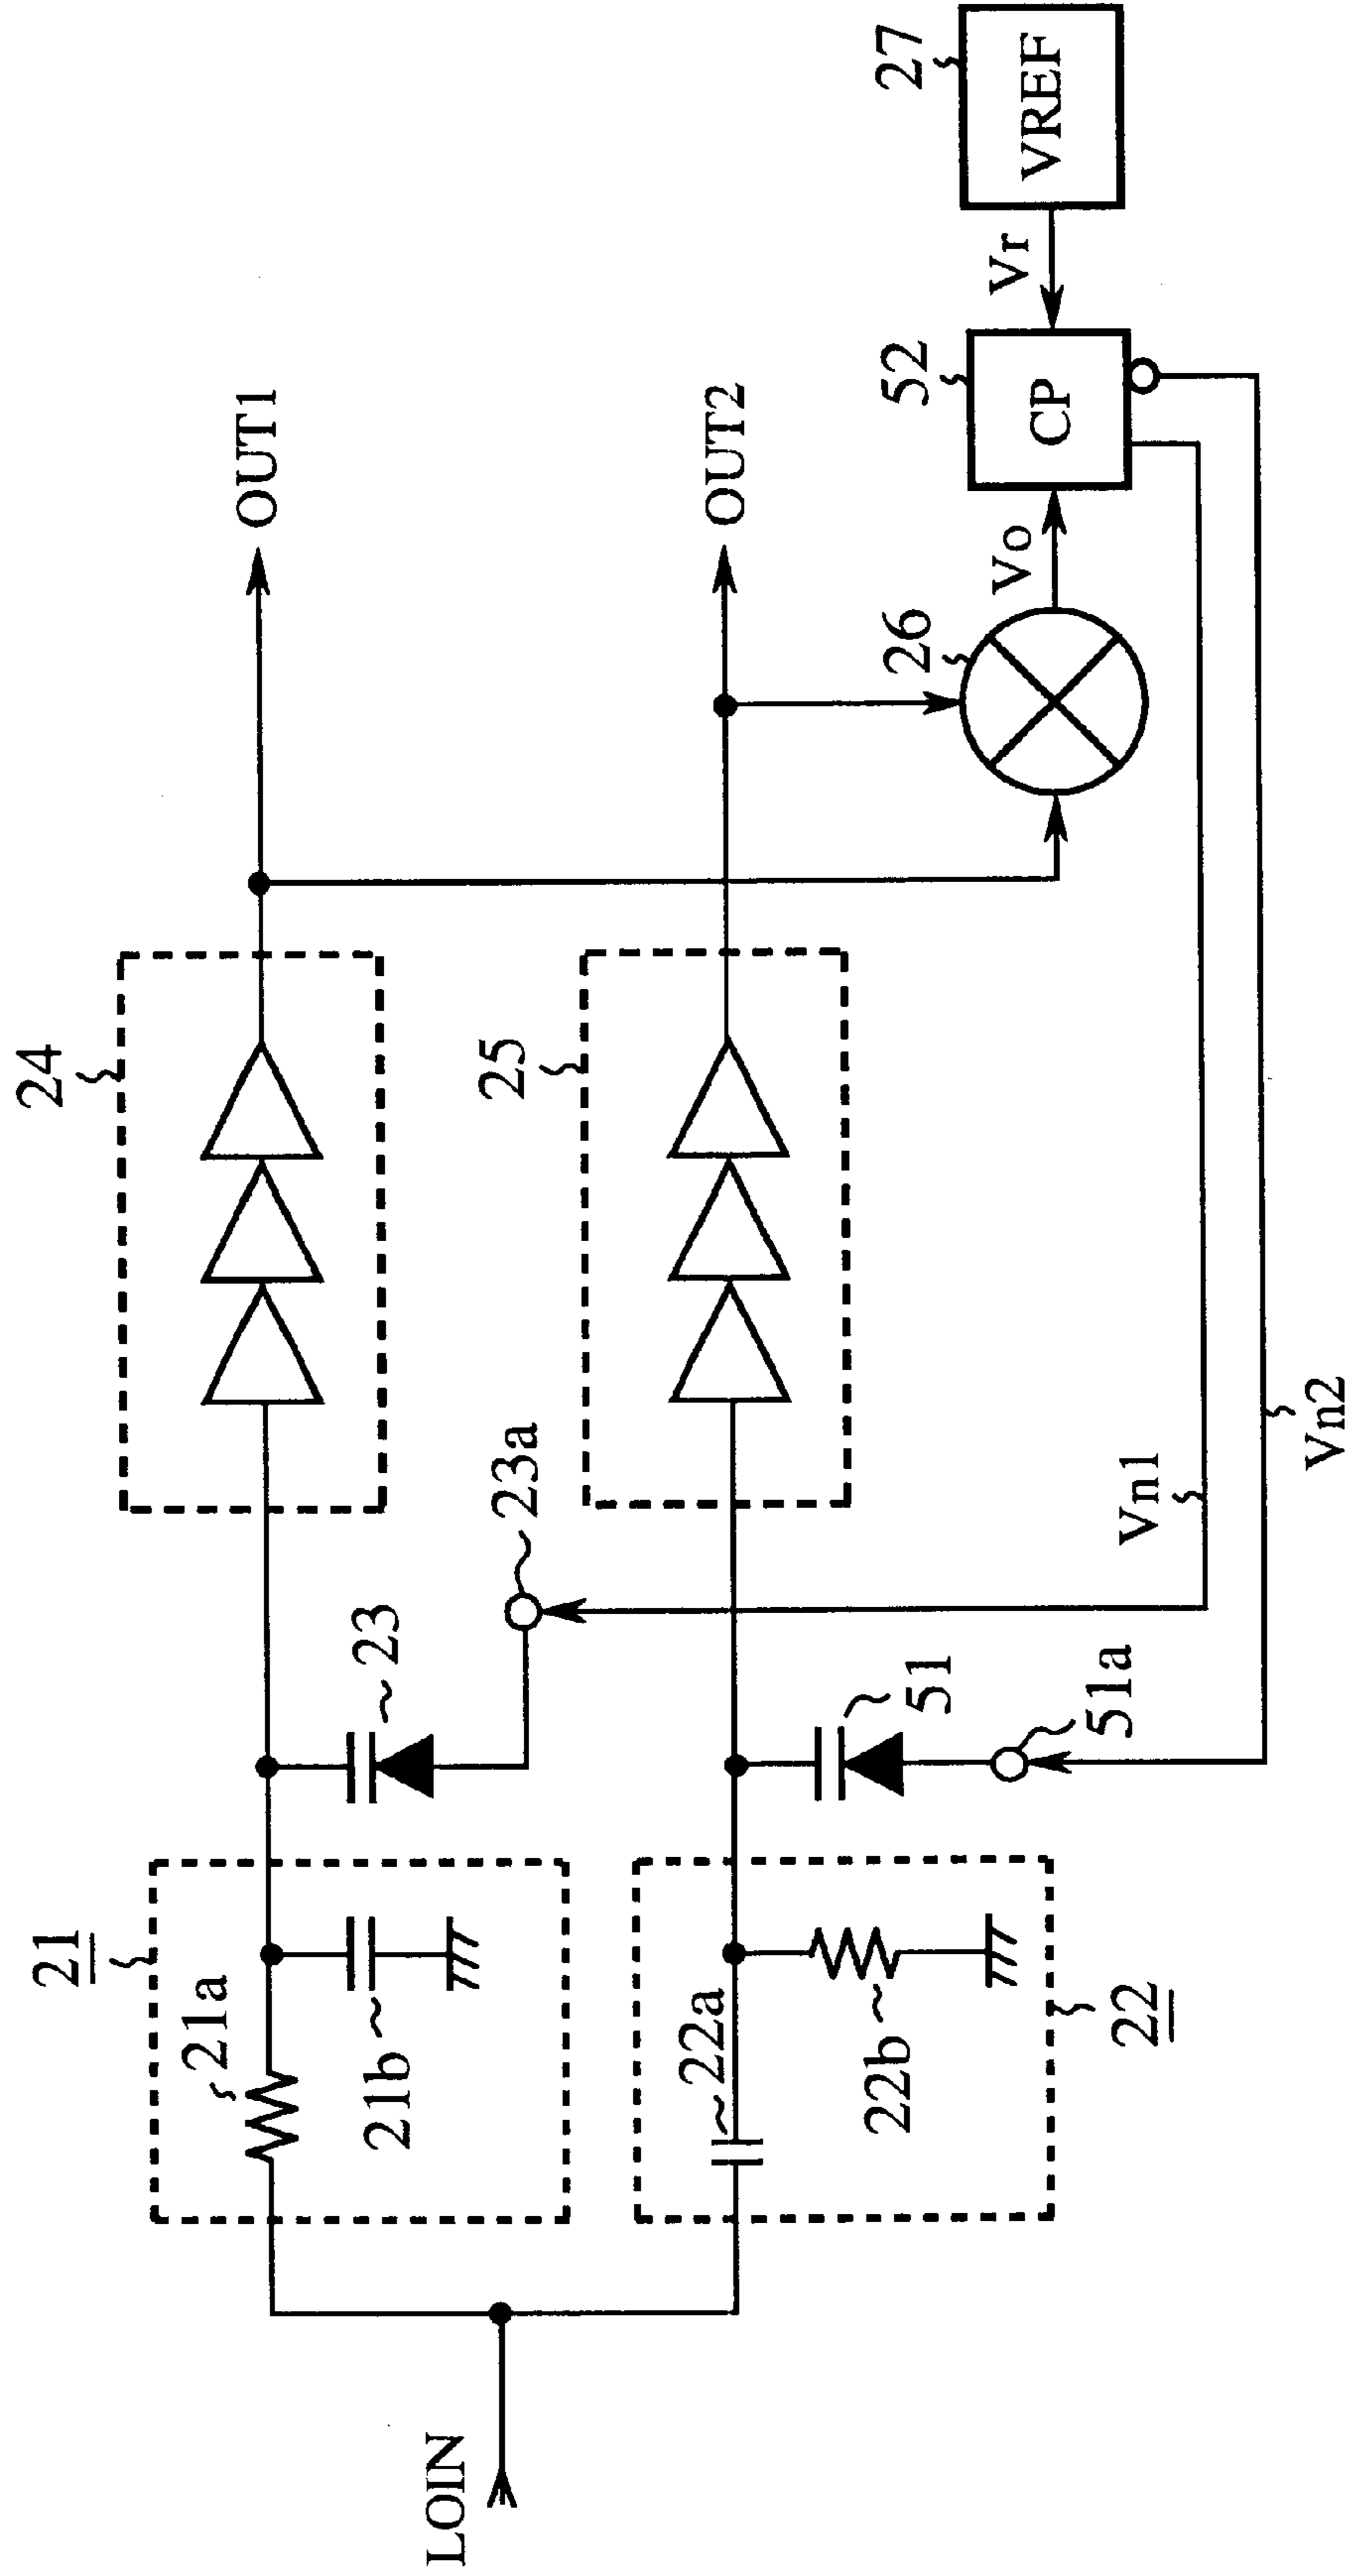 LOIN
21
21a
21b
22a
22b
22
23
23a
51
51a
24
25
OUT1
OUT2
26
Vo
52
CP
Vr
27
VREF
Vn1
Vn2